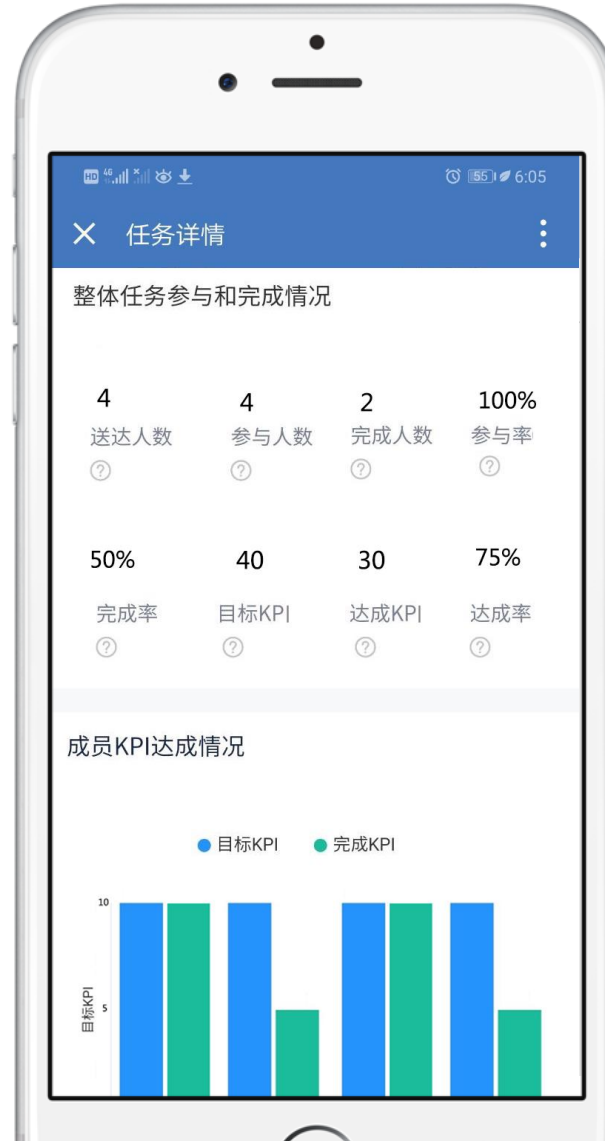 HD 4G 55 6:05
任务详情
整体任务参与和完成情况
4 4 2 100%
送达人数 参与人数 完成人数 参与率
? ? ? ?
50% 40 30 75%
完成率 目标KPI 达成KPI 达成率
? ? ? ?
成员KPI达成情况
目标KPI 完成KPI
10
5
目标KPI